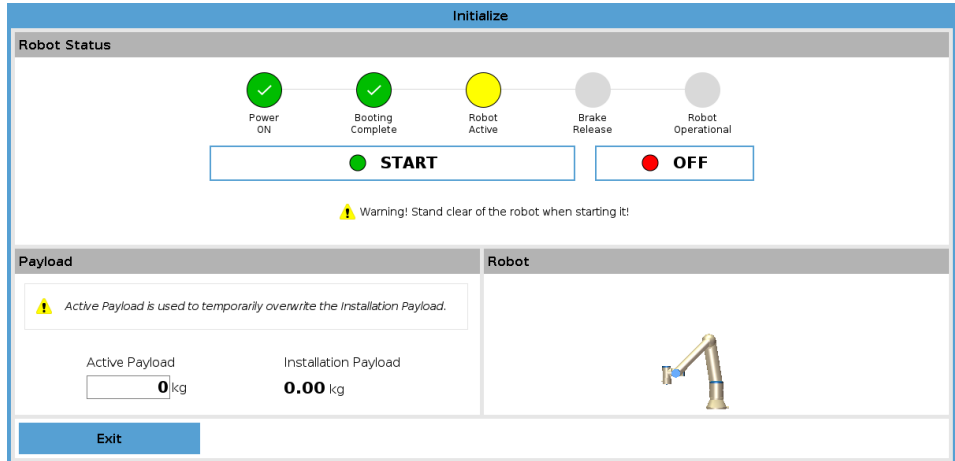 Initialize
Robot Status
Power
ON
Booting
Complete
Robot
Active
Brake
Release
Robot
Operational
START
OFF
Warning! Stand clear of the robot when starting it!
Payload
Robot
Active Payload is used to temporarily overwrite the Installation Payload.
Active Payload
Installation Payload
0 kg
0.00 kg
Exit